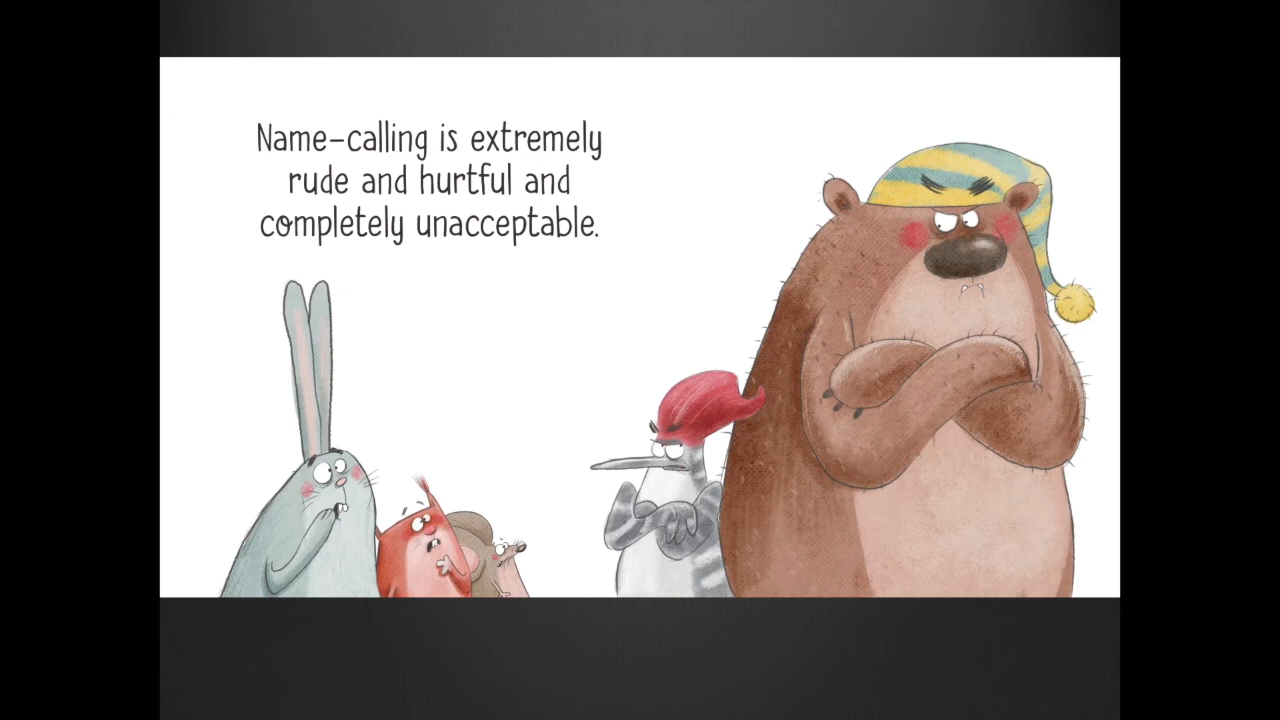 Name-calling is extremely
rude and hurtful and
completely unacceptable.